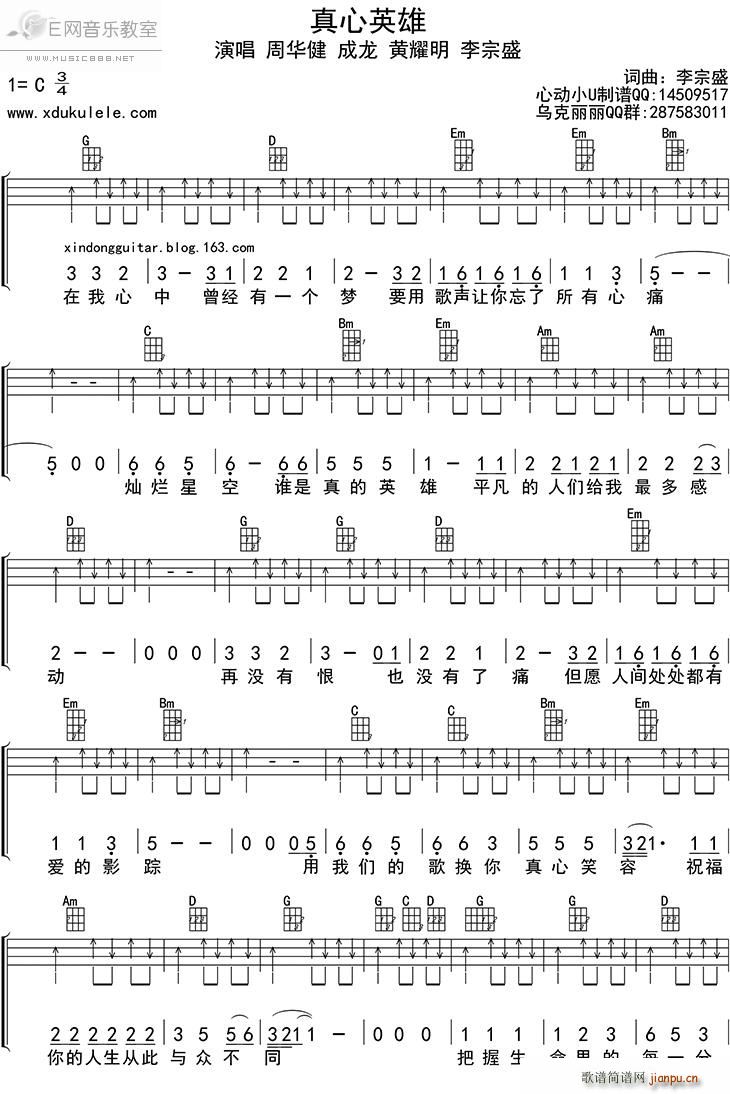 真心英雄
E网音乐教室
WWW.MUSIC888.NET
演唱 周华健 成龙 黄耀明 李宗盛
1= C 3/4
词曲: 李宗盛
心动小U制谱QQ:14509517
www.xdukulele.com
乌克丽丽QQ群:287583011
G D Em Em Bm
xindongguitar.blog.163.com
3 3 2 | 3 - 3 1 | 2 2 1 | 2 - 3 2 | 1 6 1 6 1 6 | 1 1 3 | 5 - -
在我心 中 曾经 有一个 梦 要用 歌声让你忘了 所有心 痛
C Bm Em Am Am
5 0 0 | 6 6 5 | 6 - 6 6 | 5 5 5 | 1 - 1 1 | 2 2 1 2 1 | 2 2 2 3
灿烂星 空 谁是 真的英 雄 平凡 的人们给我 最多感
D G G D Em
2 - - | 0 0 0 | 3 3 2 | 3 - 0 1 | 2 2 1 | 2 - 3 2 | 1 6 1 6 1 6
动 再没有 恨 也 没有了 痛 但愿 人间处处都有
Em Bm C C Bm Em
1 1 3 | 5 - - | 0 0 0 5 | 6 6 5 | 6 6 3 | 5 5 5 | 3 2 1 · 1 1
爱的影 踪 用 我们的 歌换你 真心笑 容 祝福
Am D G G C D G G D
2 2 2 2 2 2 | 3 5 5 6 | 3 2 1 1 - | 0 0 0 | 1 1 1 | 5 5 3 | 6 5 3
你的人生从此 与众不 同 把握生 命里的 每一分
歌谱简谱网 jianpu.cn